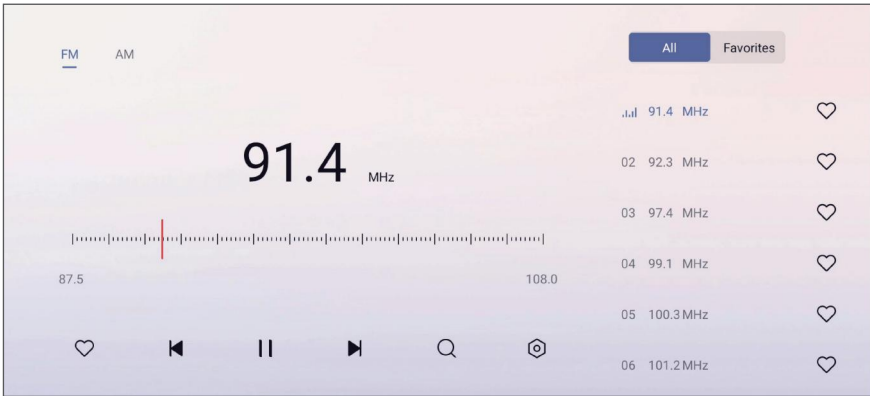 FM AM
All Favorites
91.4 MHz
87.5 108.0
91.4 MHz
02 92.3 MHz
03 97.4 MHz
04 99.1 MHz
05 100.3 MHz
06 101.2 MHz